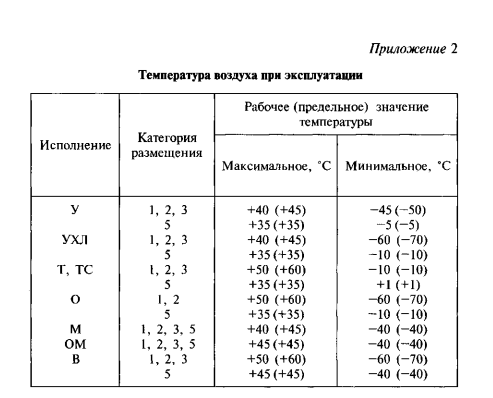 Приложение 2
Температура воздуха при эксплуатации
Исполнение
Категория
размещения
Рабочее (предельное) значение
температуры
Максимальное, °С
Минимальное, °С
У 1, 2, 3 +40 (+45) −45 (−50)
5 +35 (+35) −5 (−5)
УХЛ 1, 2, 3 +40 (+45) −60 (−70)
5 +35 (+35) −10 (−10)
Т, ТС 1, 2, 3 +50 (+60) −10 (−10)
5 +35 (+35) +1 (+1)
О 1, 2 +50 (+60) −60 (−70)
5 +35 (+35) −10 (−10)
М 1, 2, 3, 5 +40 (+45) −40 (−40)
ОМ 1, 2, 3, 5 +45 (+45) −40 (−40)
В 1, 2, 3 +50 (+60) −60 (−70)
5 +45 (+45) −40 (−40)